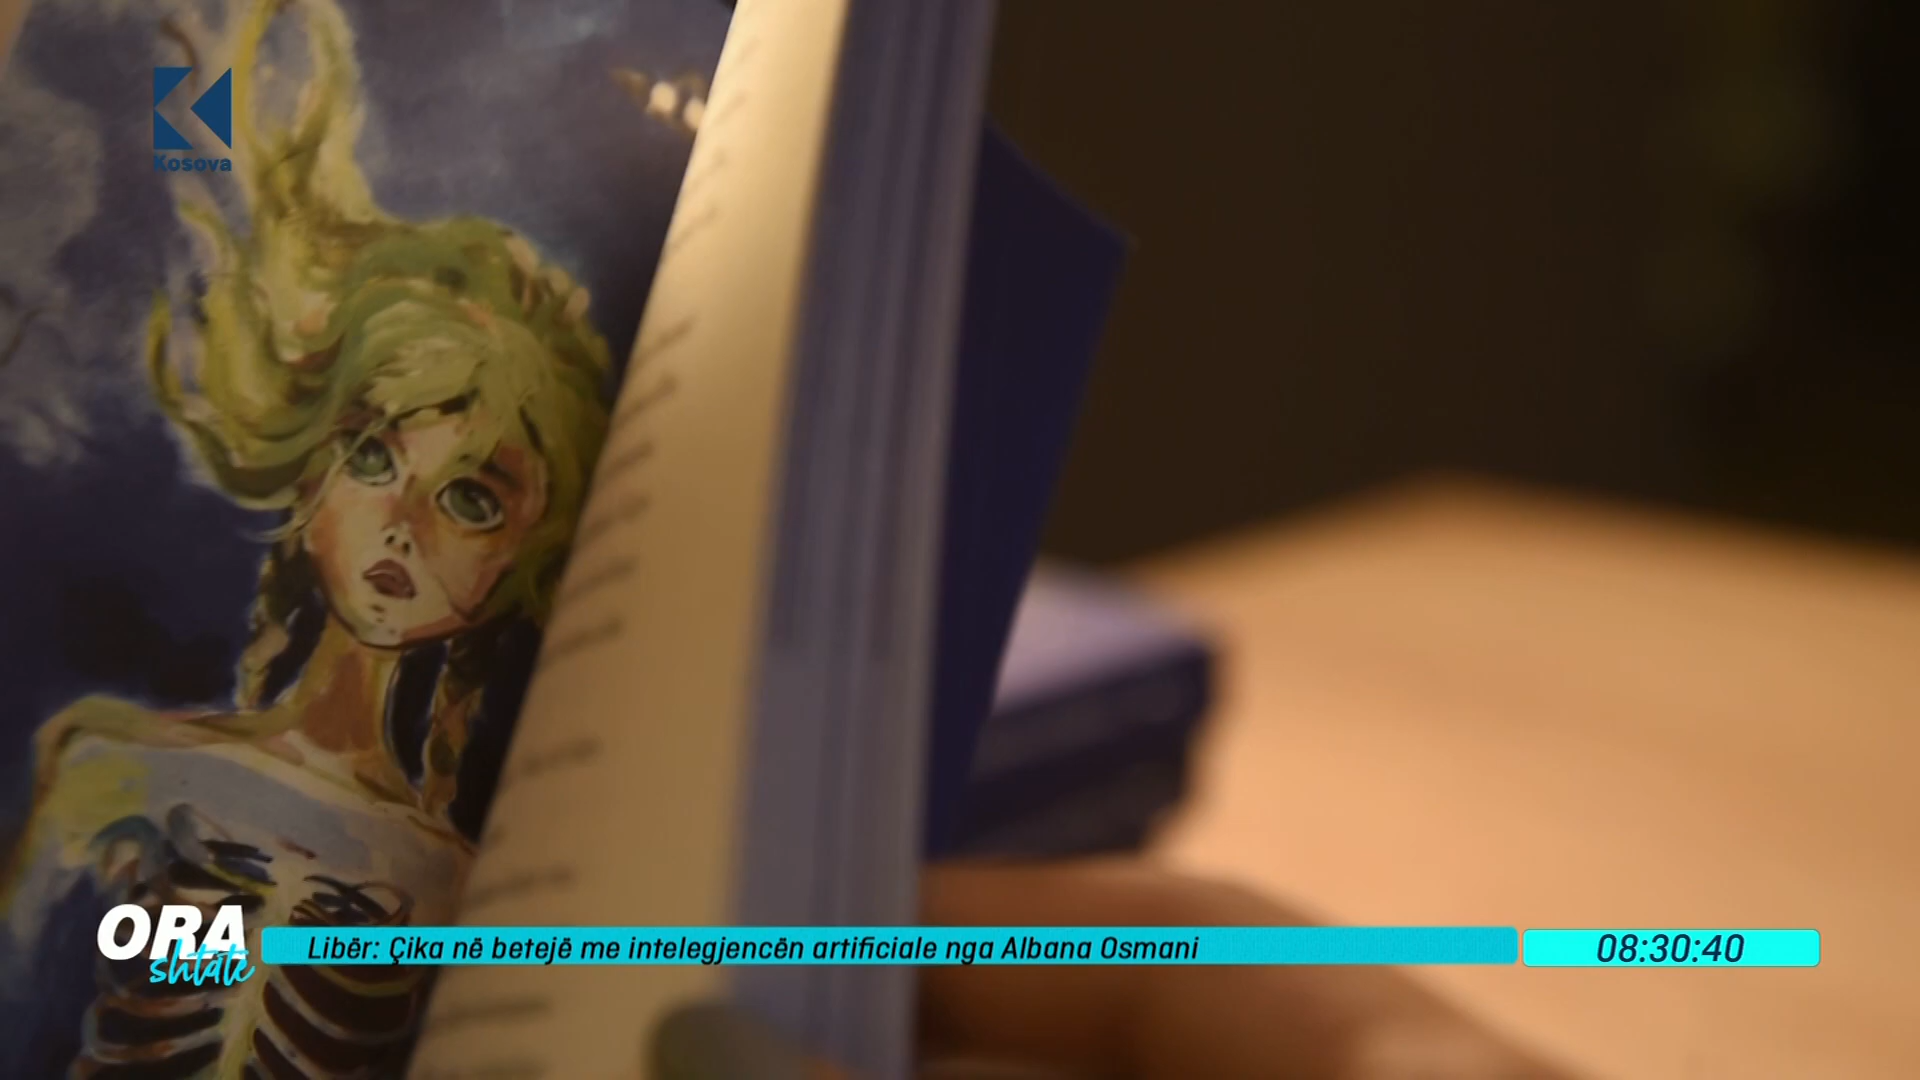 Kosova
ORA
shtatë
Libër: Çika në betejë me intelegjencën artificiale nga Albana Osmani
08:30:40